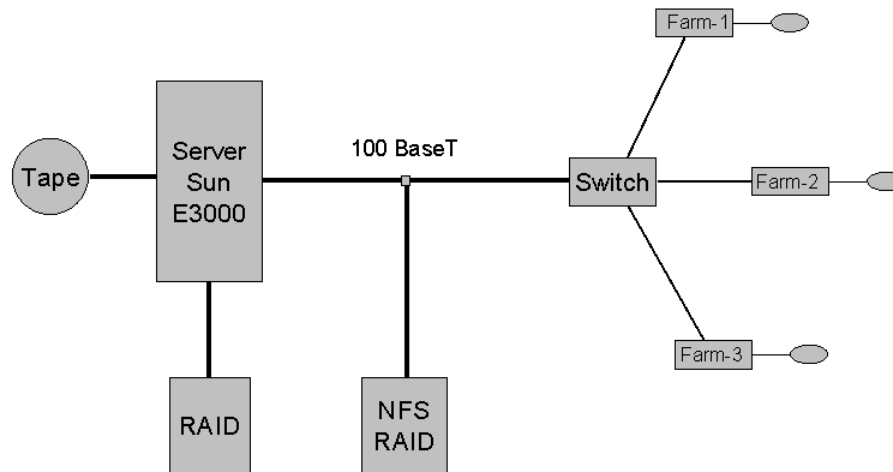 Farm-1
100 BaseT
Server
Sun
E3000
Tape
Switch
Farm-2
Farm-3
RAID
NFS
RAID